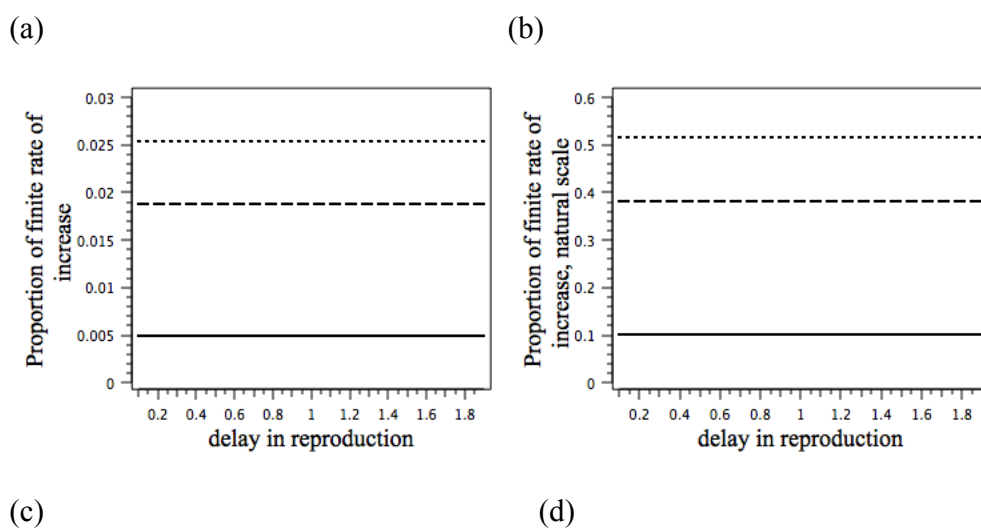 (a)
(b)
Proportion of finite rate of
increase
0.03
0.025
0.02
0.015
0.01
0.005
0
0.2 0.4 0.6 0.8 1 1.2 1.4 1.6 1.8
delay in reproduction
Proportion of finite rate of
increase, natural scale
0.6
0.5
0.4
0.3
0.2
0.1
0
0.2 0.4 0.6 0.8 1 1.2 1.4 1.6 1.8
delay in reproduction
(c)
(d)